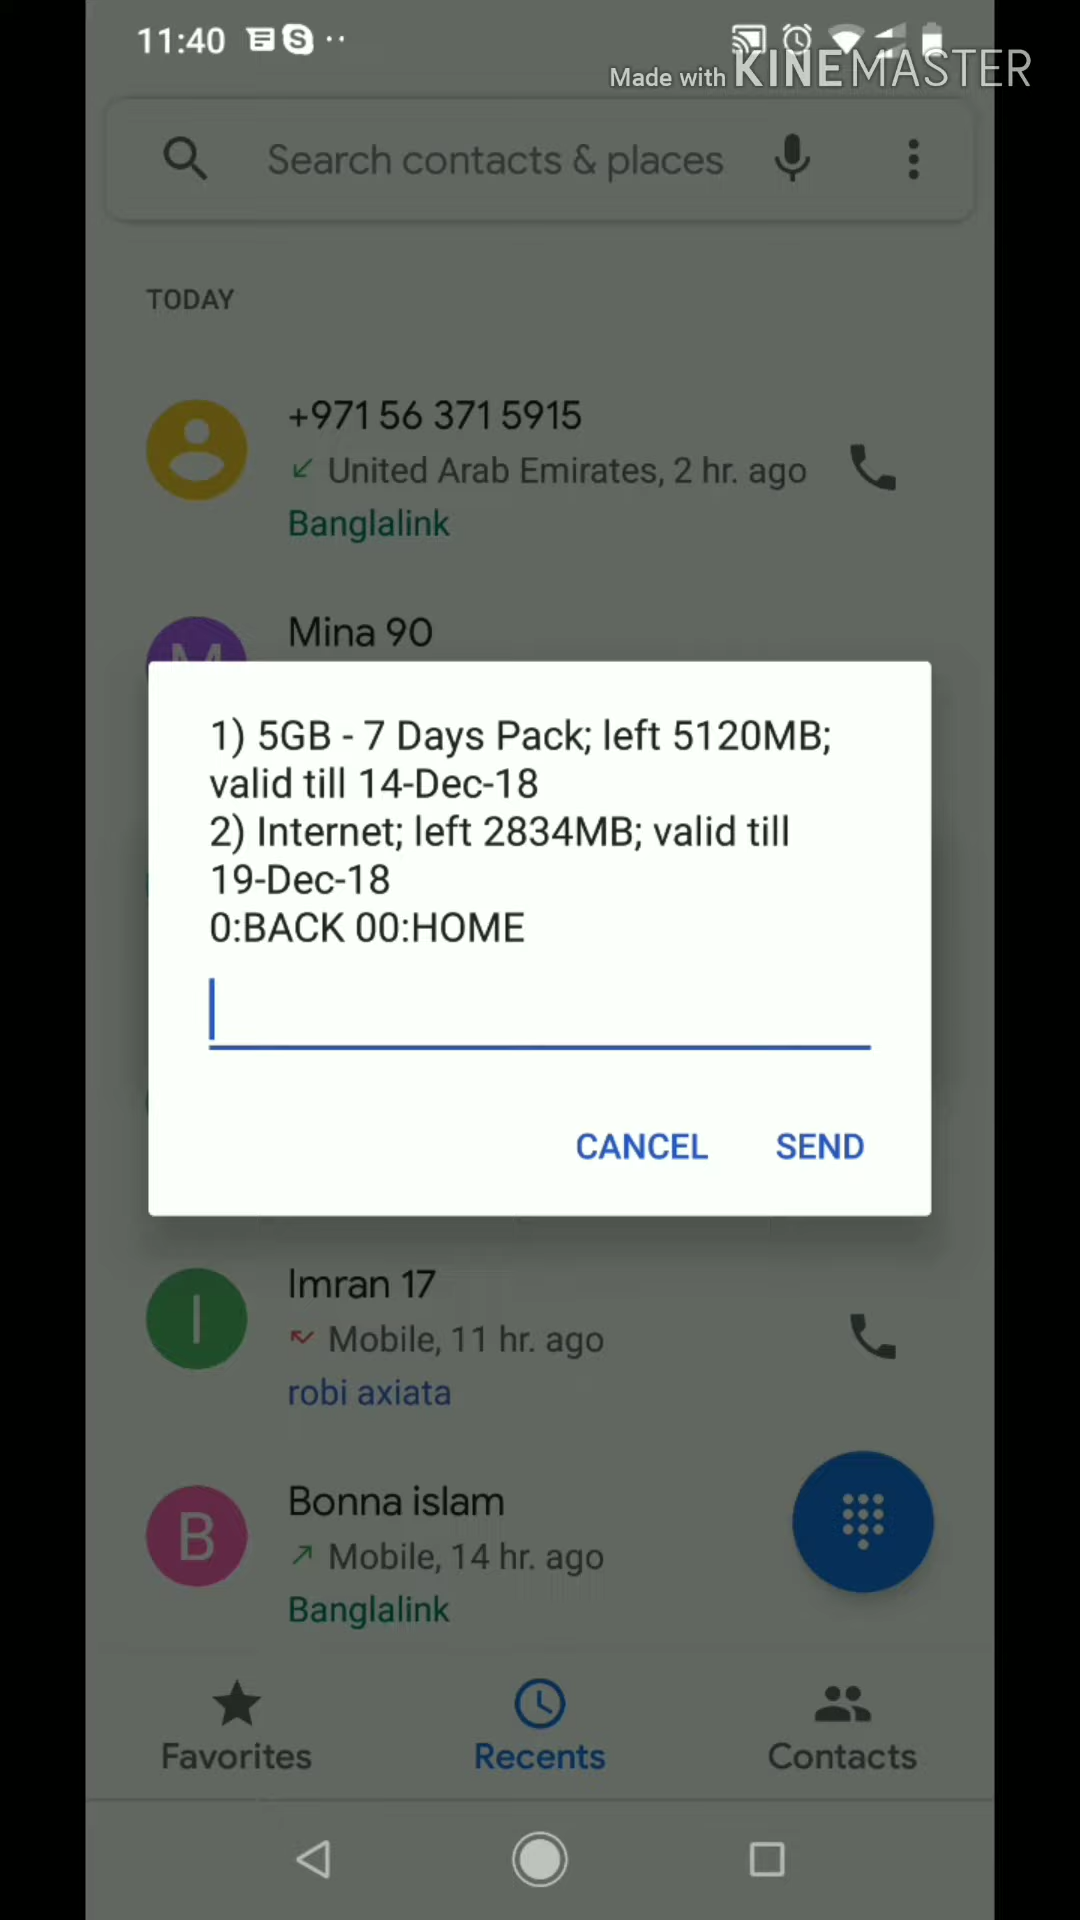 11:40
Made with KINEMASTER
Search contacts & places
TODAY
+971 56 371 5915
United Arab Emirates, 2 hr. ago
Banglalink
Mina 90
1) 5GB - 7 Days Pack; left 5120MB;
valid till 14-Dec-18
2) Internet; left 2834MB; valid till
19-Dec-18
0:BACK 00:HOME
CANCEL SEND
I
Imran 17
Mobile, 11 hr. ago
robi axiata
B
Bonna islam
Mobile, 14 hr. ago
Banglalink
Favorites Recents Contacts